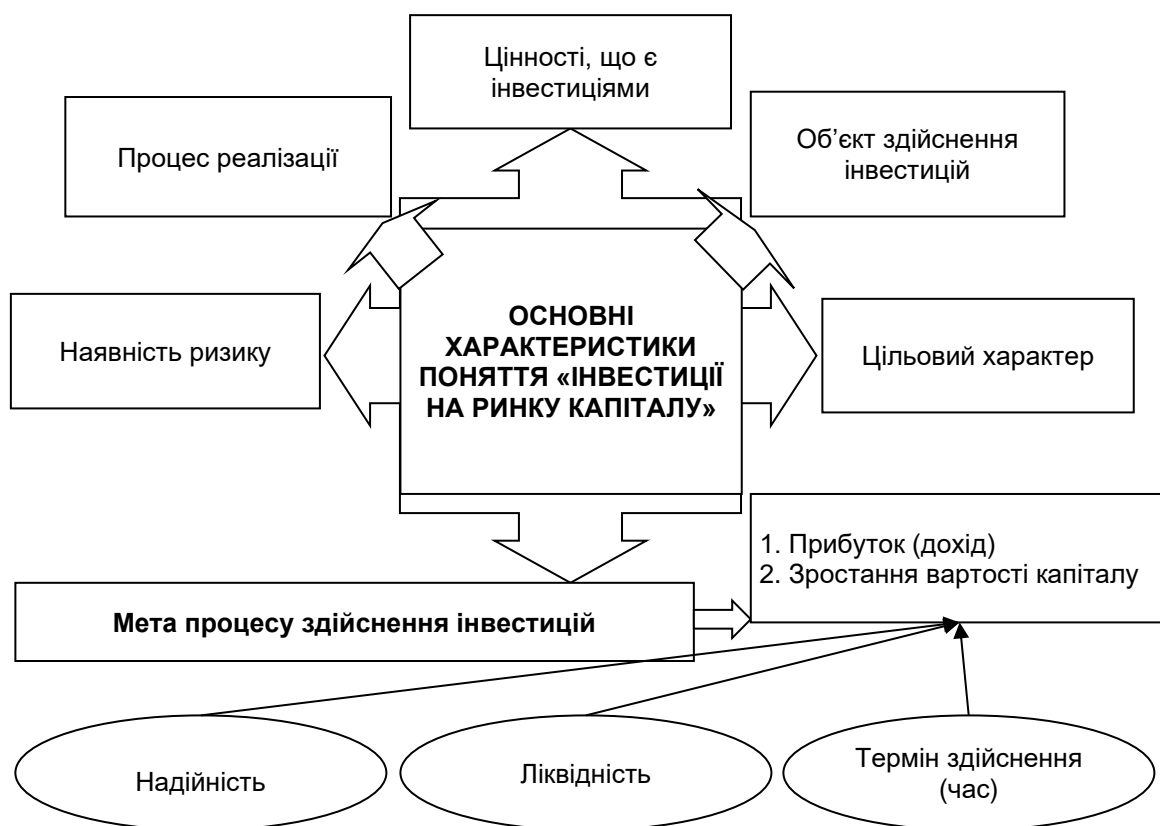 Цінності, що є
інвестиціями
Процес реалізації
Об’єкт здійснення
інвестицій
Наявність ризику
ОСНОВНІ
ХАРАКТЕРИСТИКИ
ПОНЯТТЯ «ІНВЕСТИЦІЇ
НА РИНКУ КАПІТАЛУ»
Цільовий характер
1. Прибуток (дохід)
2. Зростання вартості капіталу
Мета процесу здійснення інвестицій
Надійність
Ліквідність
Термін здійснення
(час)